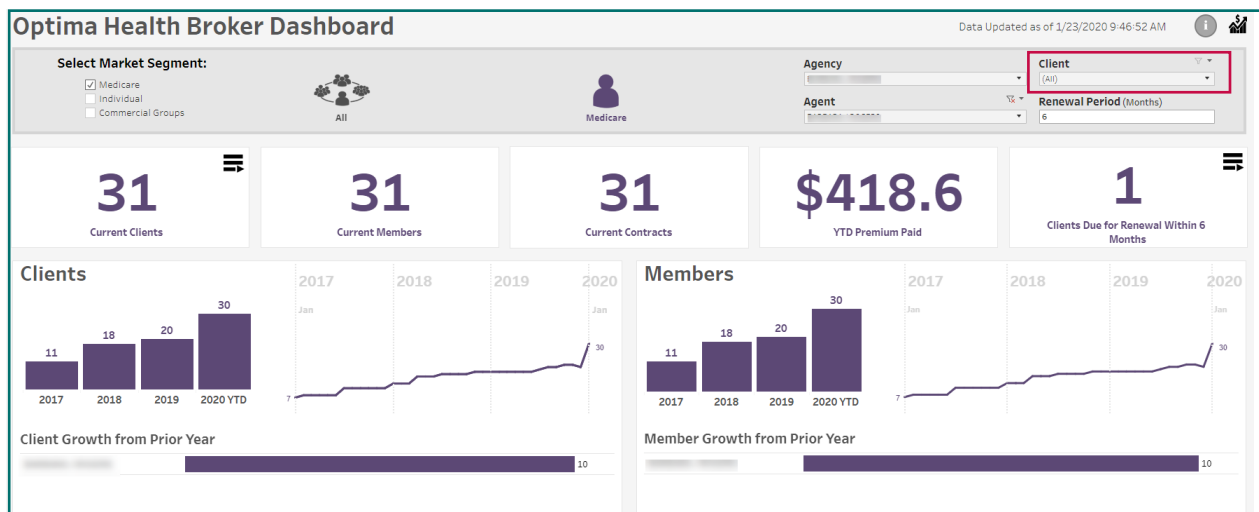 Optima Health Broker Dashboard
Data Updated as of 1/23/2020 9:46:52 AM
i
$
Select Market Segment:
Medicare
Individual
Commercial Groups
All
Medicare
Agency
Agent
Client
(All)
Renewal Period (Months)
6
31
Current Clients
31
Current Members
31
Current Contracts
$418.6
YTD Premium Paid
1
Clients Due for Renewal Within 6
Months
Clients
11
18
20
30
2017
2018
2019
2020 YTD
2017
2018
2019
2020
Jan
Jan
7
30
Client Growth from Prior Year
10
Members
11
18
20
30
2017
2018
2019
2020 YTD
2017
2018
2019
2020
Jan
Jan
7
30
Member Growth from Prior Year
10